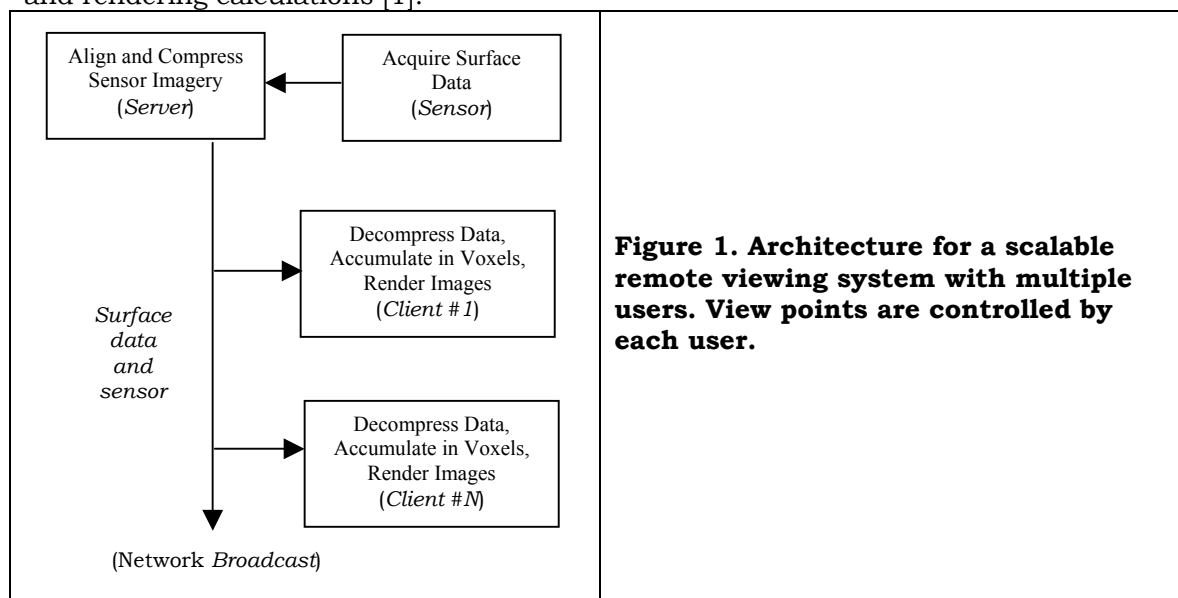 and rendering calculations [1].
Align and Compress
Sensor Imagery
(Server)
Acquire Surface
Data
(Sensor)
Decompress Data,
Accumulate in Voxels,
Render Images
(Client #1)
Surface
data
and
sensor
Decompress Data,
Accumulate in Voxels,
Render Images
(Client #N)
(Network Broadcast)
Figure 1. Architecture for a scalable
remote viewing system with multiple
users. View points are controlled by
each user.